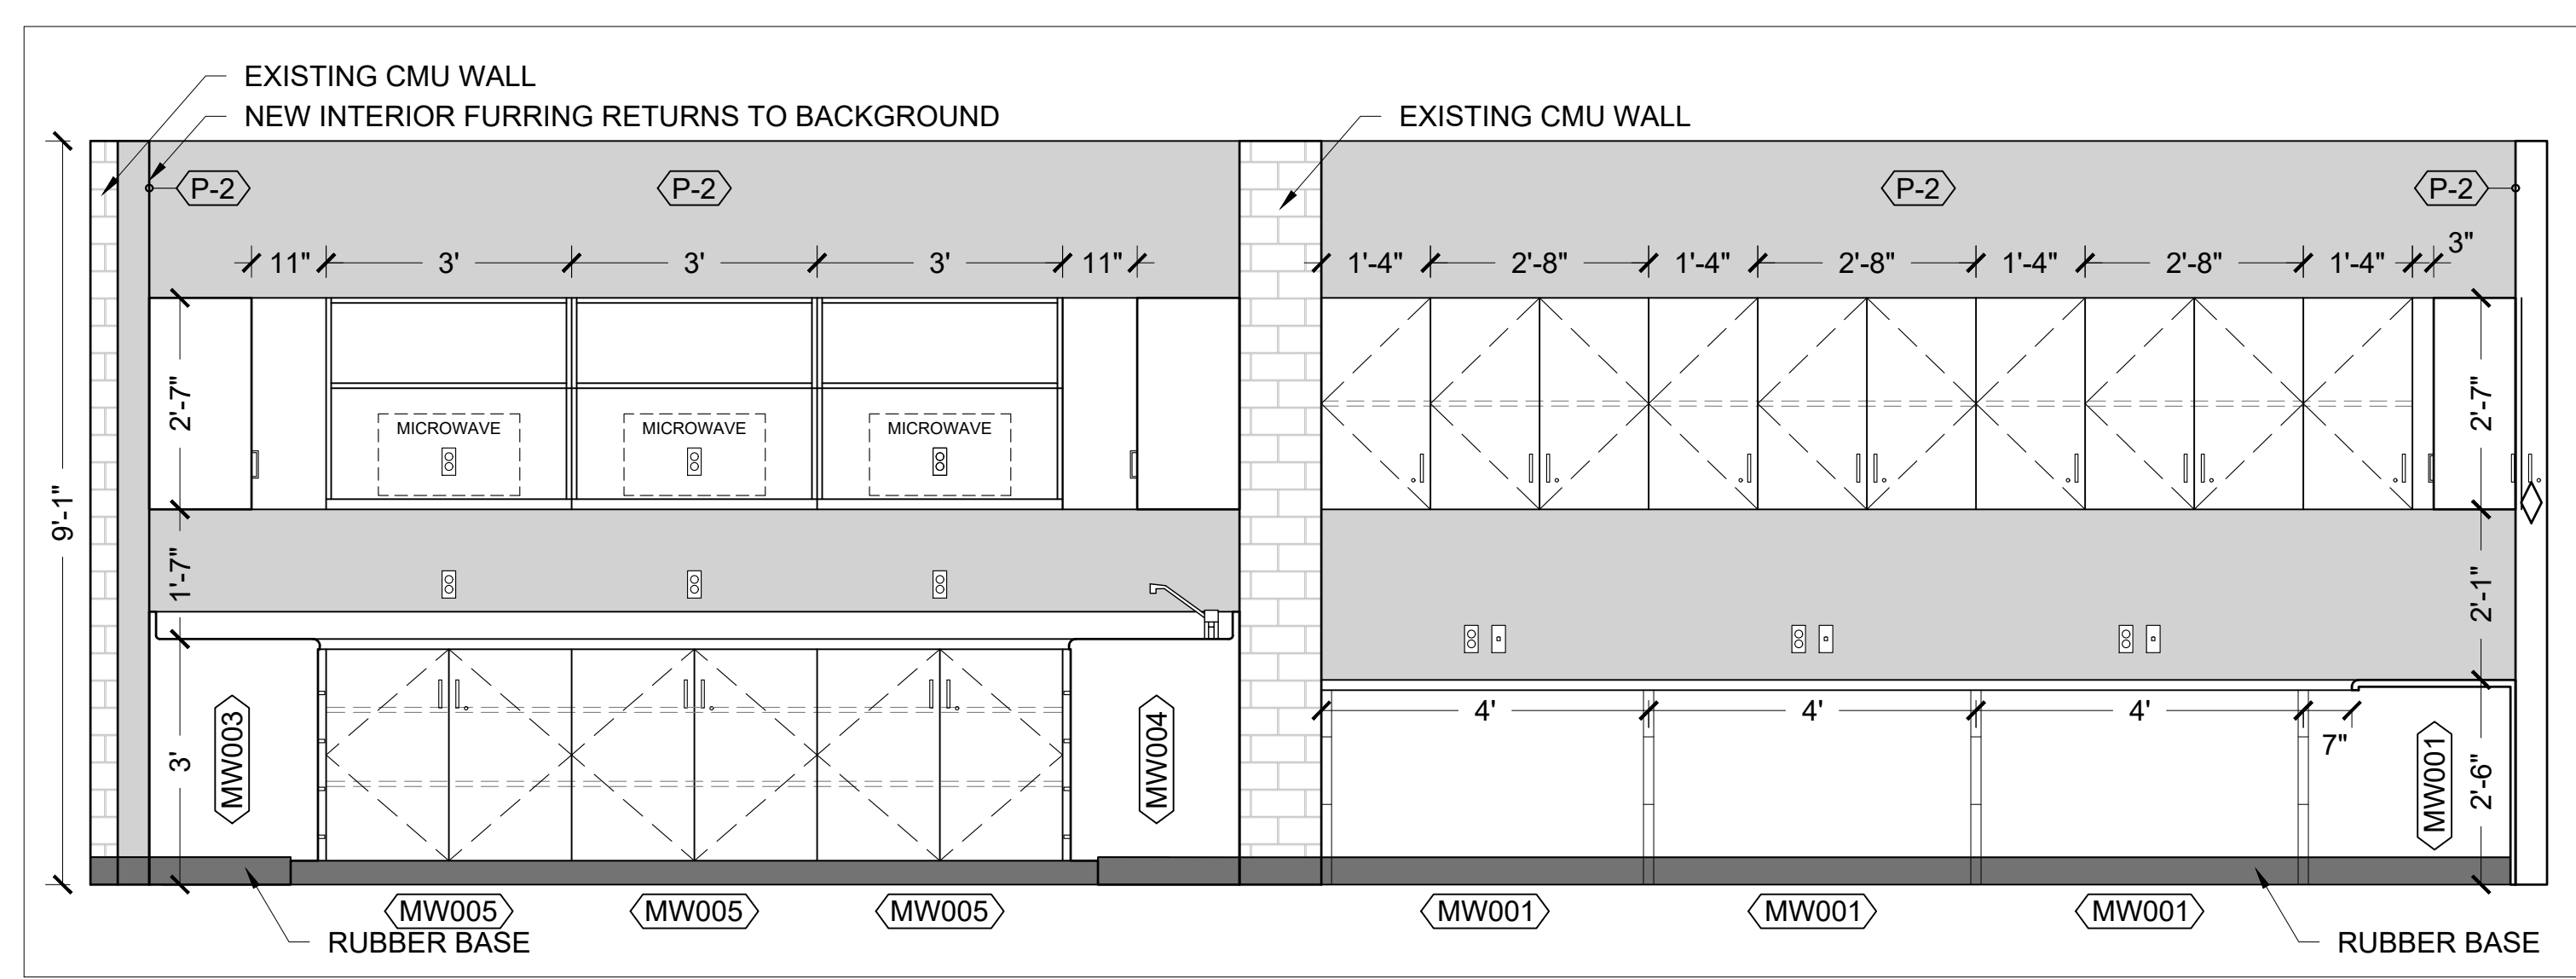 EXISTING CMU WALL
NEW INTERIOR FURRING RETURNS TO BACKGROUND
EXISTING CMU WALL
P-2 P-2 P-2 P-2
11" 3' 3' 3' 11" 1'-4" 2'-8" 1'-4" 2'-8" 1'-4" 2'-8" 1'-4" 3"
2'-7" 2'-7"
MICROWAVE MICROWAVE MICROWAVE
9'-1"
1'-7" 2'-1"
4' 4' 4' 7"
MW003 3' MW004 MW001 2'-6"
MW005 MW005 MW005 MW001 MW001 MW001
RUBBER BASE RUBBER BASE